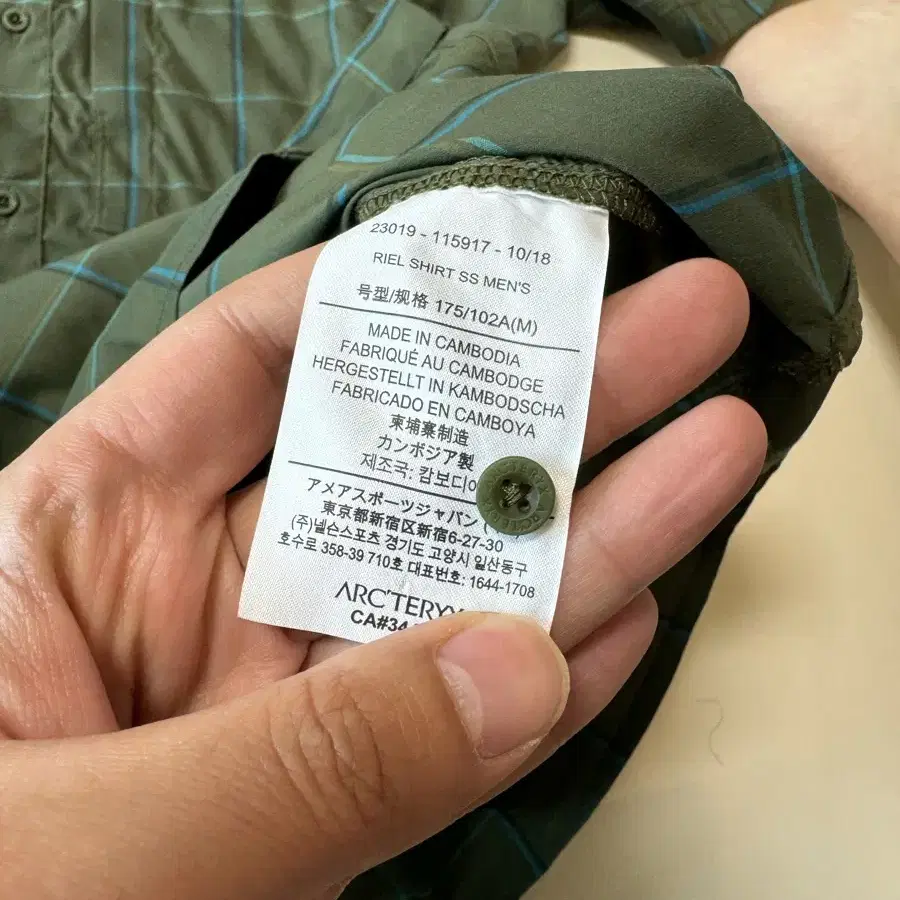 23019 - 115917 - 10/18
RIEL SHIRT SS MEN'S
号型/规格 175/102A(M)
MADE IN CAMBODIA
FABRIQUÉ AU CAMBODGE
HERGESTELLT IN KAMBODSCHA
FABRICADO EN CAMBOYA
柬埔寨制造
カンボジア製
제조국: 캄보디아
アメアスポーツジャパン (
東京都新宿区新宿6-27-30
(주)넬슨스포츠 경기도 고양시 일산동구
호수로 358-39 710호 대표번호: 1644-1708
ARC'TERYX
CA#34